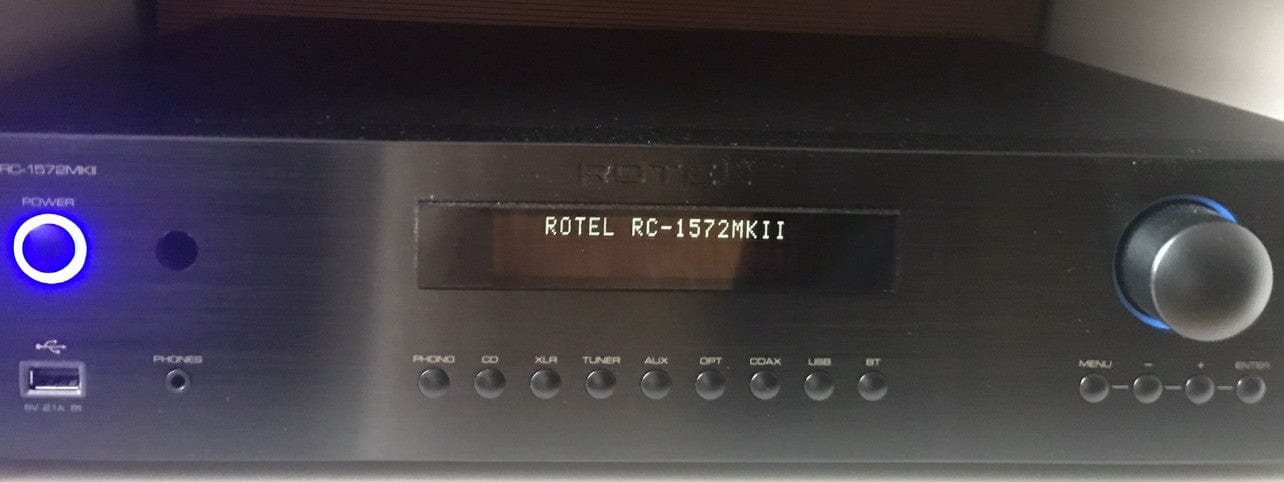 RC-1572MKII
ROTEL
POWER
ROTEL RC-1572MKII
PHONES
PHONO CD XLR TUNER AUX OPT COAX USB BT
MENU - + ENTER
5V 2.1A